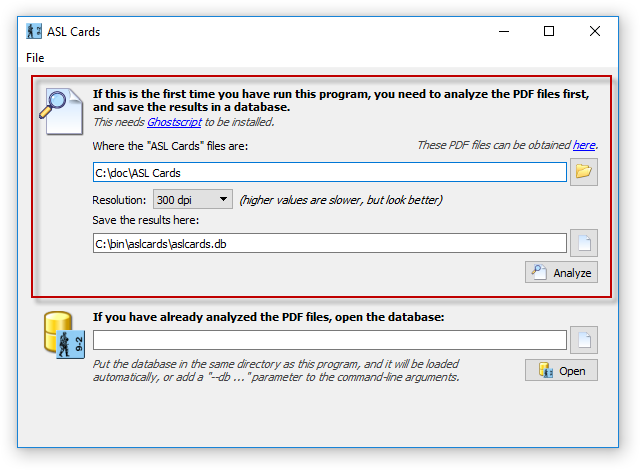 ASL Cards
File
If this is the first time you have run this program, you need to analyze the PDF files first,
and save the results in a database.
This needs Ghostscript to be installed.
Where the "ASL Cards" files are:
These PDF files can be obtained here.
C:\doc\ASL Cards
Resolution: 300 dpi (higher values are slower, but look better)
Save the results here:
C:\bin\aslcards\aslcards.db
Analyze
If you have already analyzed the PDF files, open the database:
9-2
Put the database in the same directory as this program, and it will be loaded
automatically, or add a "--db ..." parameter to the command-line arguments.
Open